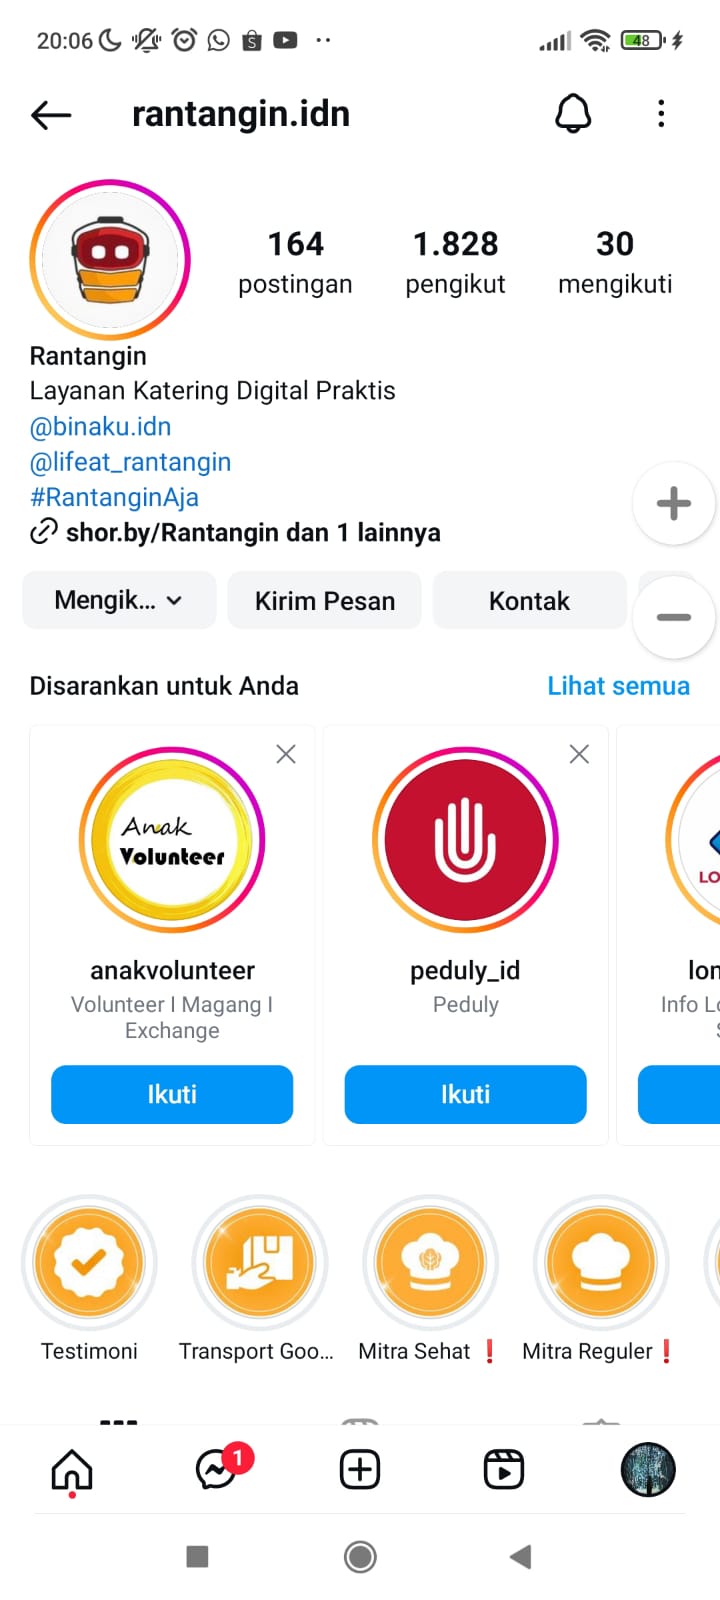 20:06
48
rantangin.idn
164
postingan
1.828
pengikut
30
mengikuti
Rantangin
Layanan Katering Digital Praktis
@binaku.idn
@lifeat_rantangin
#RantanginAja
shor.by/Rantangin dan 1 lainnya
Mengik...
Kirim Pesan
Kontak
Disarankan untuk Anda
Lihat semua
Anak
Volunteer
anakvolunteer
Volunteer I Magang I
Exchange
Ikuti
peduly_id
Peduly
Ikuti
Info
Testimoni
Transport Goo...
Mitra Sehat ❗
Mitra Reguler ❗
1